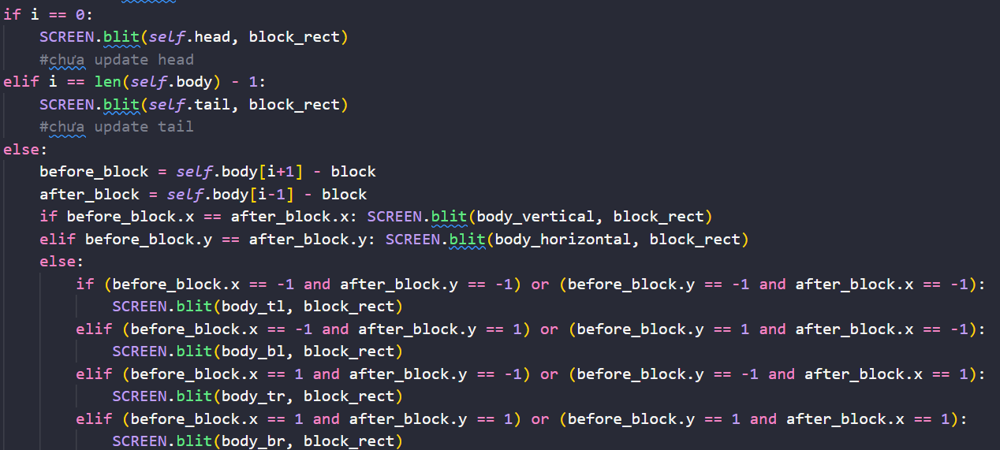 if i == 0:
    SCREEN.blit(self.head, block_rect)
    #chưa update head
elif i == len(self.body) - 1:
    SCREEN.blit(self.tail, block_rect)
    #chưa update tail
else:
    before_block = self.body[i+1] - block
    after_block = self.body[i-1] - block
    if before_block.x == after_block.x: SCREEN.blit(body_vertical, block_rect)
    elif before_block.y == after_block.y: SCREEN.blit(body_horizontal, block_rect)
    else:
        if (before_block.x == -1 and after_block.y == -1) or (before_block.y == -1 and after_block.x == -1):
            SCREEN.blit(body_tl, block_rect)
        elif (before_block.x == -1 and after_block.y == 1) or (before_block.y == 1 and after_block.x == -1):
            SCREEN.blit(body_bl, block_rect)
        elif (before_block.x == 1 and after_block.y == -1) or (before_block.y == -1 and after_block.x == 1):
            SCREEN.blit(body_tr, block_rect)
        elif (before_block.x == 1 and after_block.y == 1) or (before_block.y == 1 and after_block.x == 1):
            SCREEN.blit(body_br, block_rect)